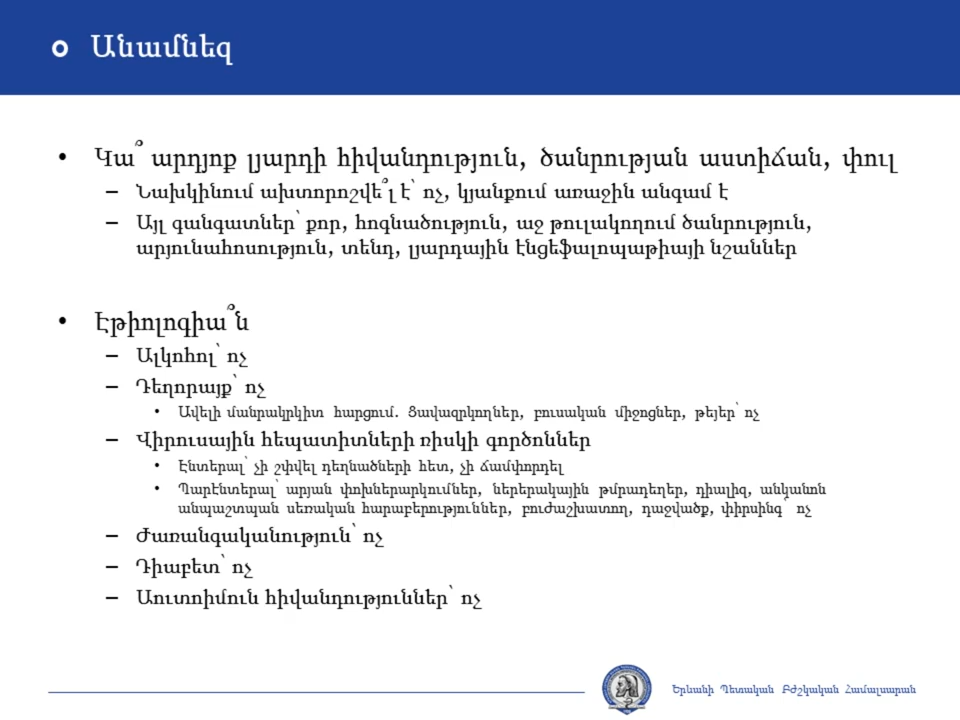 Անամնեզ
• Կա՞ արդյոք լյարդի հիվանդություն, ծանրության աստիճան, փուլ
– Նախկինում ախտորոշվե՞լ է՝ ոչ, կյանքում առաջին անգամ է
– Այլ գանգատներ՝ քոր, հոգնածություն, աջ թուլակողում ծանրություն,
արյունահոսություն, տենդ, լյարդային էնցեֆալոպաթիայի նշաններ
• Էթիոլոգիա՞ն
– Ալկոհոլ՝ ոչ
– Դեղորայք՝ ոչ
• Ավելի մանրակրկիտ հարցում. Ցավազրկողներ, բուսական միջոցներ, թեյեր՝ ոչ
– Վիրուսային հեպատիտների ռիսկի գործոններ
• Էնտերալ՝ չի շփվել դեղնածների հետ, չի ճամփորդել
• Պարէնտերալ՝ արյան փոխներարկումներ, ներերակային թմրադեղեր, դիալիզ, անկանոն
անպաշտպան սեռական հարաբերություններ, բուժաշխատող, դաջվածք, փիրսինգ՝ ոչ
– Ժառանգականություն՝ ոչ
– Դիաբետ՝ ոչ
– Աուտոիմուն հիվանդություններ՝ ոչ
Երևանի Պետական Բժշկական Համալսարան